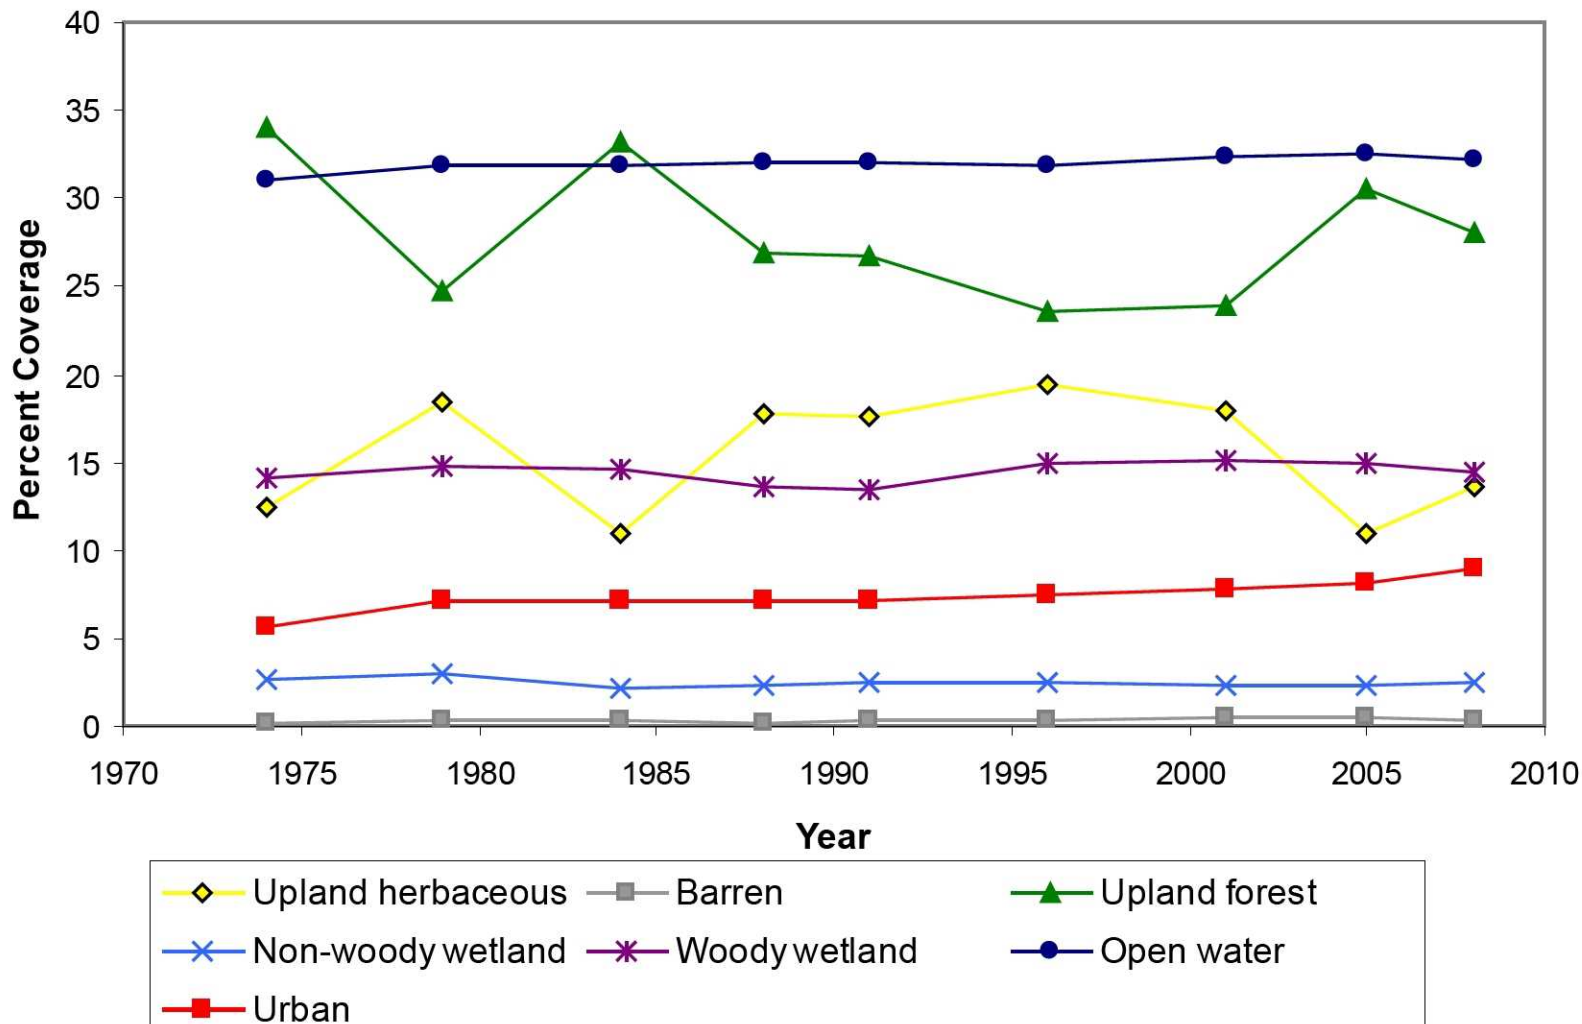 40
35
30
25
20
15
10
5
0
Percent Coverage
1970 1975 1980 1985 1990 1995 2000 2005 2010
Year
Upland herbaceous Barren Upland forest
Non-woody wetland Woody wetland Open water
Urban